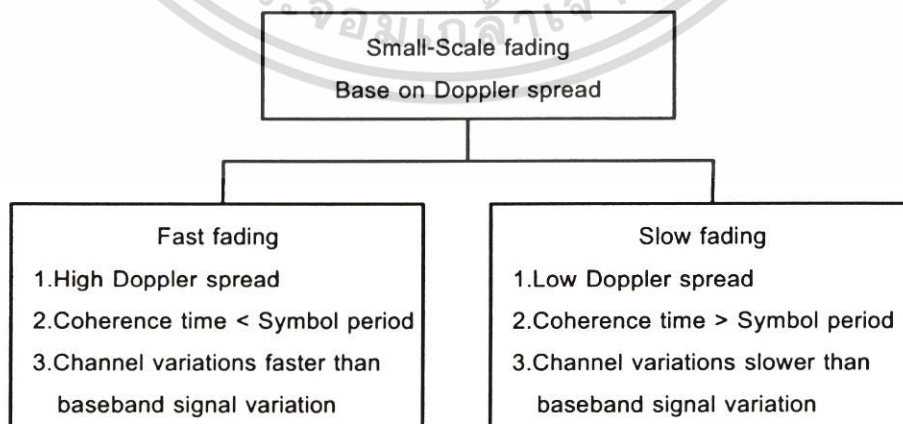 Small-Scale fading
Base on Doppler spread
Fast fading
1.High Doppler spread
2.Coherence time < Symbol period
3.Channel variations faster than
baseband signal variation
Slow fading
1.Low Doppler spread
2.Coherence time > Symbol period
3.Channel variations slower than
baseband signal variation